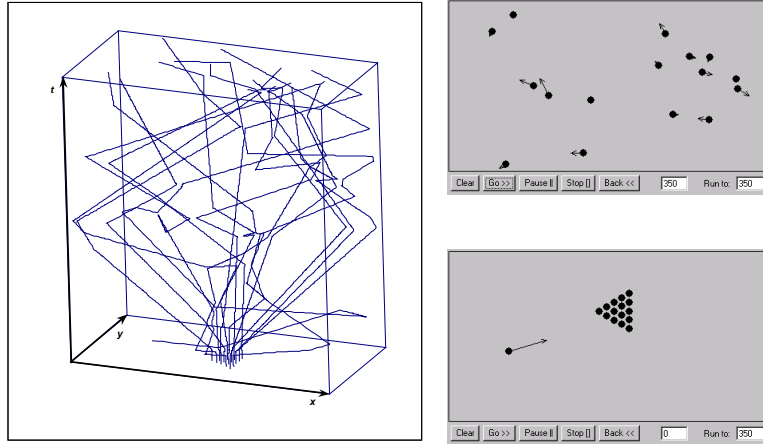 t
y
x
Clear Go >> Pause || Stop [] Back << 350 Run to: 350
Clear Go >> Pause || Stop [] Back << 0 Run to: 350